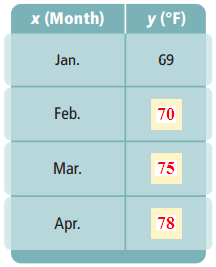 x (Month) y (°F)
Jan. 69
Feb. 70
Mar. 75
Apr. 78